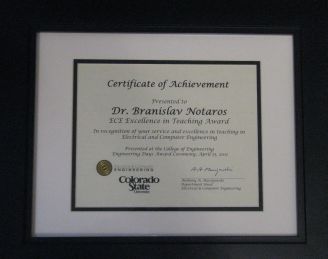 Certificate of Achievement
Presented to
Dr. Branislav Notaros
ECE Excellence in Teaching Award
In recognition of your service and excellence in teaching in
Electrical and Computer Engineering
Presented at the College of Engineering
Engineering Days Award Ceremony, April
ENGINEERING
Colorado
State
University
Department Head
Electrical & Computer Engineering